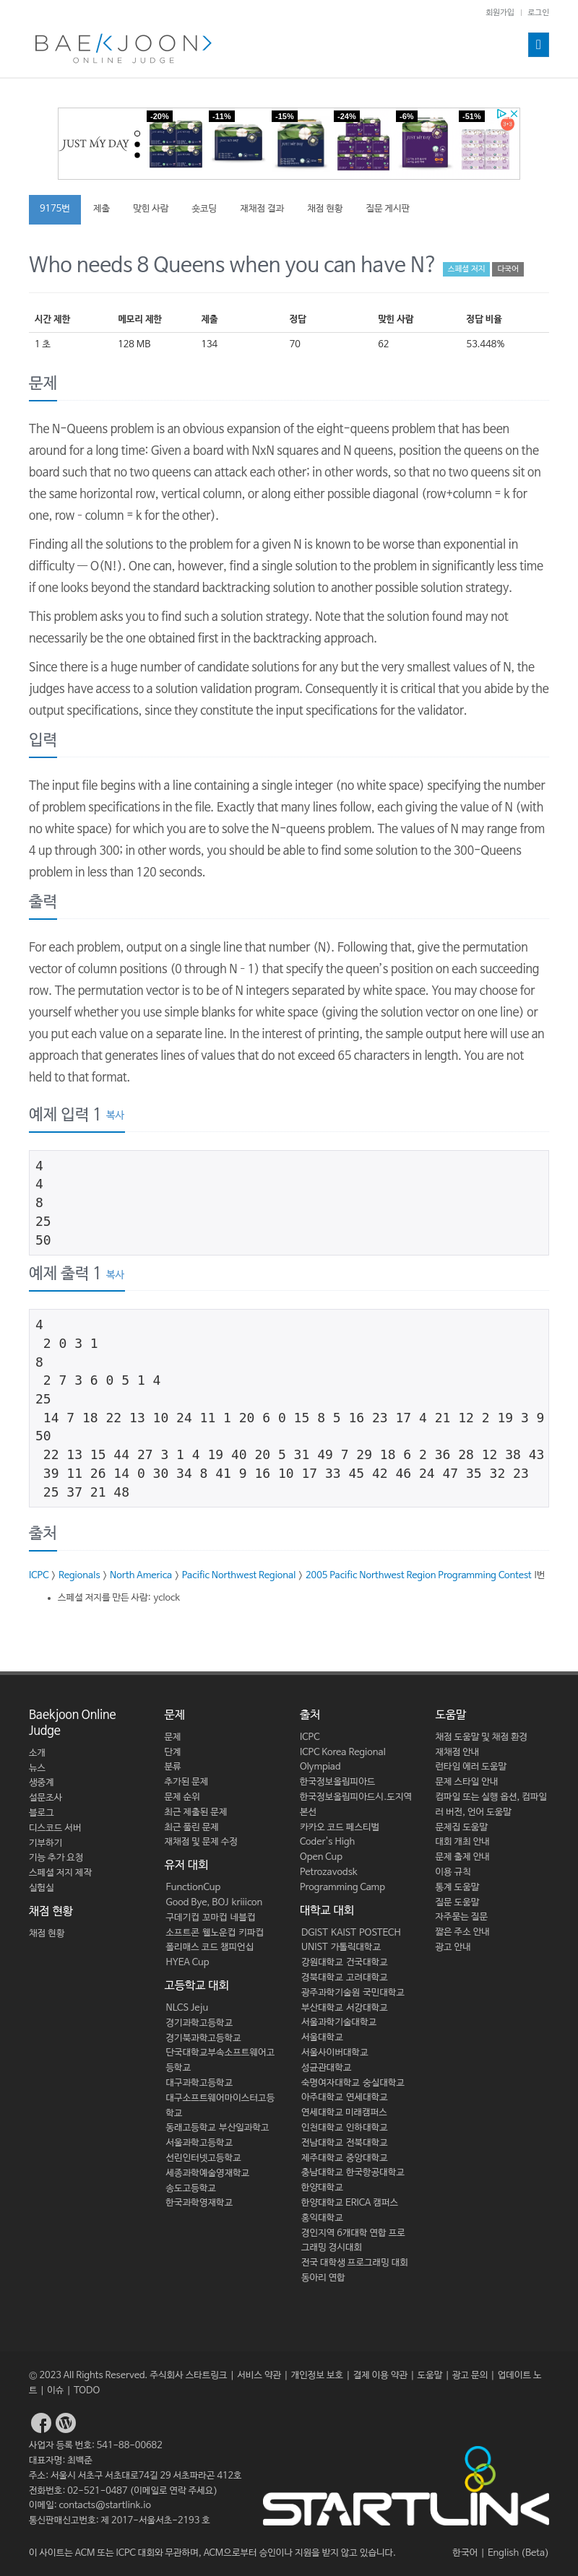 회원가입 | 로그인
BAEKJOON>
ONLINE JUDGE
JUST MY DAY
-20%
-11%
-15%
-24%
-6%
-51%
9175번
제출
맞힌 사람
숏코딩
재채점 결과
채점 현황
질문 게시판
Who needs 8 Queens when you can have N? 스페셜 저지 다국어
시간 제한 메모리 제한 제출 정답 맞힌 사람 정답 비율
1 초 128 MB 134 70 62 53.448%
문제
The N-Queens problem is an obvious expansion of the eight-queens problem that has been
around for a long time: Given a board with NxN squares and N queens, position the queens on the
board such that no two queens can attack each other; in other words, so that no two queens sit on
the same horizontal row, vertical column, or along either possible diagonal (row+column = k for
one, row – column = k for the other).
Finding all the solutions to the problem for a given N is known to be worse than exponential in
difficulty — O(N!). One can, however, find a single solution to the problem in significantly less time
if one looks beyond the standard backtracking solution to another possible solution strategy.
This problem asks you to find such a solution strategy. Note that the solution found may not
necessarily be the one obtained first in the backtracking approach.
Since there is a huge number of candidate solutions for any but the very smallest values of N, the
judges have access to a solution validation program. Consequently it is critical that you abide by the
output specifications, since they constitute the input specifications for the validator.
입력
The input file begins with a line containing a single integer (no white space) specifying the number
of problem specifications in the file. Exactly that many lines follow, each giving the value of N (with
no white space) for which you are to solve the N-queens problem. The values of N may range from
4 up through 300; in other words, you should be able to find some solution to the 300-Queens
problem in less than 120 seconds.
출력
For each problem, output on a single line that number (N). Following that, give the permutation
vector of column positions (0 through N – 1) that specify the queen's position on each succeeding
row. The permutation vector is to be of N integers separated by white space. You may choose for
yourself whether you use simple blanks for white space (giving the solution vector on one line) or
you put each value on a separate line. In the interest of printing, the sample output here will use an
approach that generates lines of values that do not exceed 65 characters in length. You are not
held to that format.
예제 입력 1 복사
4
4
8
25
50
예제 출력 1 복사
4
2 0 3 1
8
2 7 3 6 0 5 1 4
25
14 7 18 22 13 10 24 11 1 20 6 0 15 8 5 16 23 17 4 21 12 2 19 3 9
50
22 13 15 44 27 3 1 4 19 40 20 5 31 49 7 29 18 6 2 36 28 12 38 43
39 11 26 14 0 30 34 8 41 9 16 10 17 33 45 42 46 24 47 35 32 23
25 37 21 48
출처
ICPC > Regionals > North America > Pacific Northwest Regional > 2005 Pacific Northwest Region Programming Contest I번
• 스페셜 저지를 만든 사람: yclock
Baekjoon Online
Judge
소개
뉴스
생중계
설문조사
블로그
디스코드 서버
기부하기
기능 추가 요청
스페셜 저지 제작
실험실
채점 현황
채점 현황
문제
문제
단계
분류
추가된 문제
문제 순위
최근 제출된 문제
최근 풀린 문제
재채점 및 문제 수정
유저 대회
FunctionCup
Good Bye, BOJ kriiicon
구데기컵 꼬마컵 네블컵
소프트콘 웰노운컵 키파컵
폴리매스 코드 챔피언십
HYEA Cup
고등학교 대회
NLCS Jeju
경기과학고등학교
경기북과학고등학교
단국대학교부속소프트웨어고
등학교
대구과학고등학교
대구소프트웨어마이스터고등
학교
동래고등학교 부산일과학고
서울과학고등학교
선린인터넷고등학교
세종과학예술영재학교
송도고등학교
한국과학영재학교
출처
ICPC
ICPC Korea Regional
Olympiad
한국정보올림피아드
한국정보올림피아드시.도지역
본선
카카오 코드 페스티벌
Coder's High
Open Cup
Petrozavodsk
Programming Camp
대학교 대회
DGIST KAIST POSTECH
UNIST 가톨릭대학교
강원대학교 건국대학교
경북대학교 고려대학교
광주과학기술원 국민대학교
부산대학교 서강대학교
서울과학기술대학교
서울대학교
서울사이버대학교
성균관대학교
숙명여자대학교 숭실대학교
아주대학교 연세대학교
연세대학교 미래캠퍼스
인천대학교 인하대학교
전남대학교 전북대학교
제주대학교 중앙대학교
충남대학교 한국항공대학교
한양대학교
한양대학교 ERICA 캠퍼스
홍익대학교
경인지역 6개대학 연합 프로
그래밍 경시대회
전국 대학생 프로그래밍 대회
동아리 연합
도움말
채점 도움말 및 채점 환경
재채점 안내
런타임 에러 도움말
문제 스타일 안내
컴파일 또는 실행 옵션, 컴파일
러 버전, 언어 도움말
문제집 도움말
대회 개최 안내
문제 출제 안내
이용 규칙
통계 도움말
질문 도움말
자주묻는 질문
짧은 주소 안내
광고 안내
© 2023 All Rights Reserved. 주식회사 스타트링크 | 서비스 약관 | 개인정보 보호 | 결제 이용 약관 | 도움말 | 광고 문의 | 업데이트 노
트 | 이슈 | TODO
사업자 등록 번호: 541-88-00682
대표자명: 최백준
주소: 서울시 서초구 서초대로74길 29 서초파라곤 412호
전화번호: 02-521-0487 (이메일로 연락 주세요)
이메일: contacts@startlink.io
통신판매신고번호: 제 2017-서울서초-2193 호
STARTLINK
이 사이트는 ACM 또는 ICPC 대회와 무관하며, ACM으로부터 승인이나 지원을 받지 않고 있습니다.
한국어 | English (Beta)